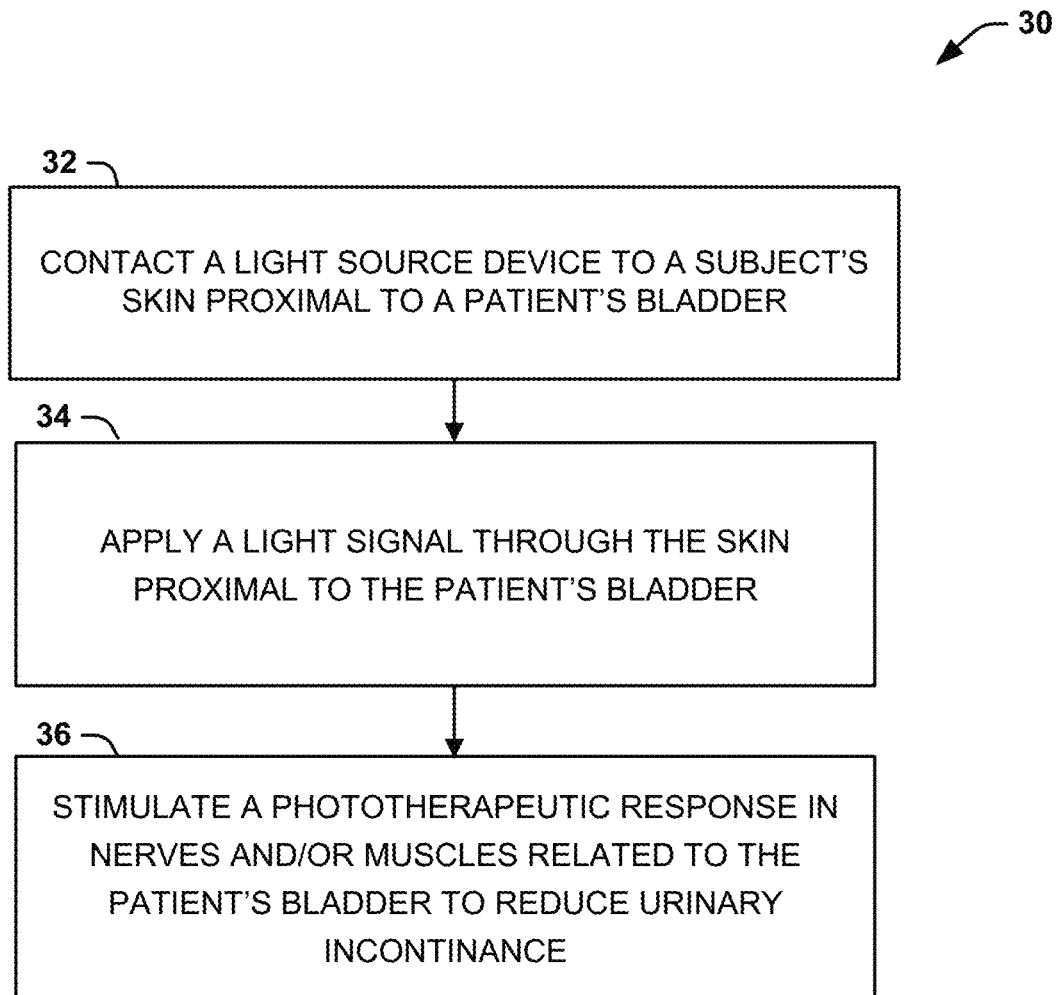 30
32
CONTACT A LIGHT SOURCE DEVICE TO A SUBJECT'S
SKIN PROXIMAL TO A PATIENT'S BLADDER
34
APPLY A LIGHT SIGNAL THROUGH THE SKIN
PROXIMAL TO THE PATIENT'S BLADDER
36
STIMULATE A PHOTOTHERAPEUTIC RESPONSE IN
NERVES AND/OR MUSCLES RELATED TO THE
PATIENT'S BLADDER TO REDUCE URINARY
INCONTINANCE